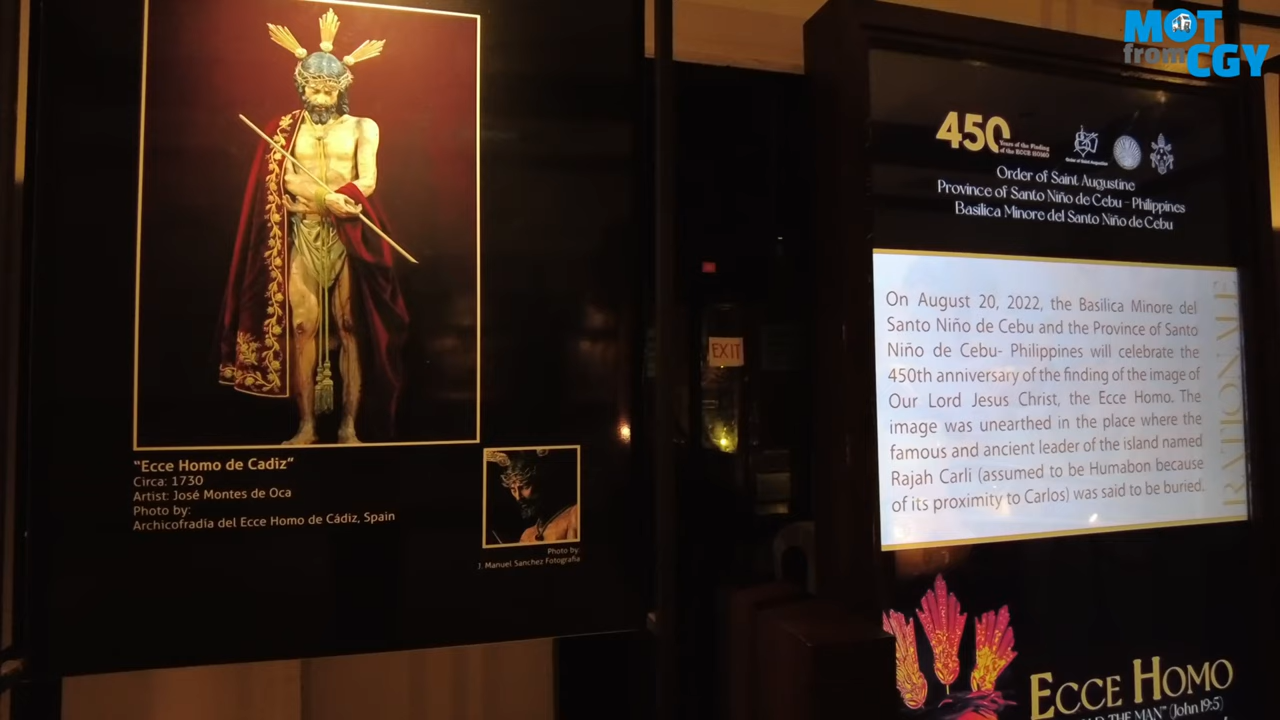 MOT
from CGY
"Ecce Homo de Cadiz"
Circa: 1730
Artist: José Montes de Oca
Photo by:
Archicofradia del Ecce Homo de Cádiz, Spain
Photo by:
J. Manuel Sanchez Fotografia
EXIT
450
Years of the Finding
of the ECCE HOMO
Order of Saint Augustine
Order of Saint Augustine
Province of Santo Niño de Cebu - Philippines
Basilica Minore del Santo Niño de Cebu
On August 20, 2022, the Basilica Minore del
Santo Niño de Cebu and the Province of Santo
Niño de Cebu- Philippines will celebrate the
450th anniversary of the finding of the image of
Our Lord Jesus Christ, the Ecce Homo. The
image was unearthed in the place where the
famous and ancient leader of the island named
Rajah Carli (assumed to be Humabon because
of its proximity to Carlos) was said to be buried.
RATIONALE
ECCE HOMO
THE MAN" (John 19:5)